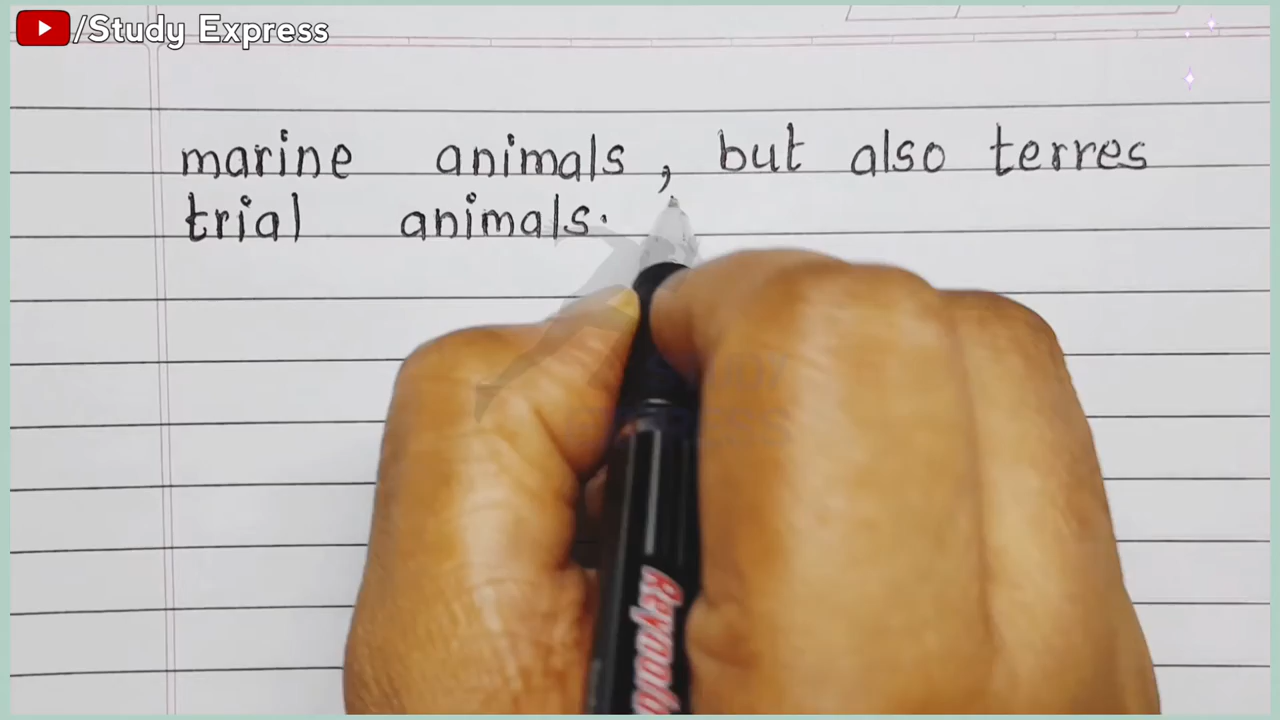 /Study Express
marine animals, but also terres
trial animals.